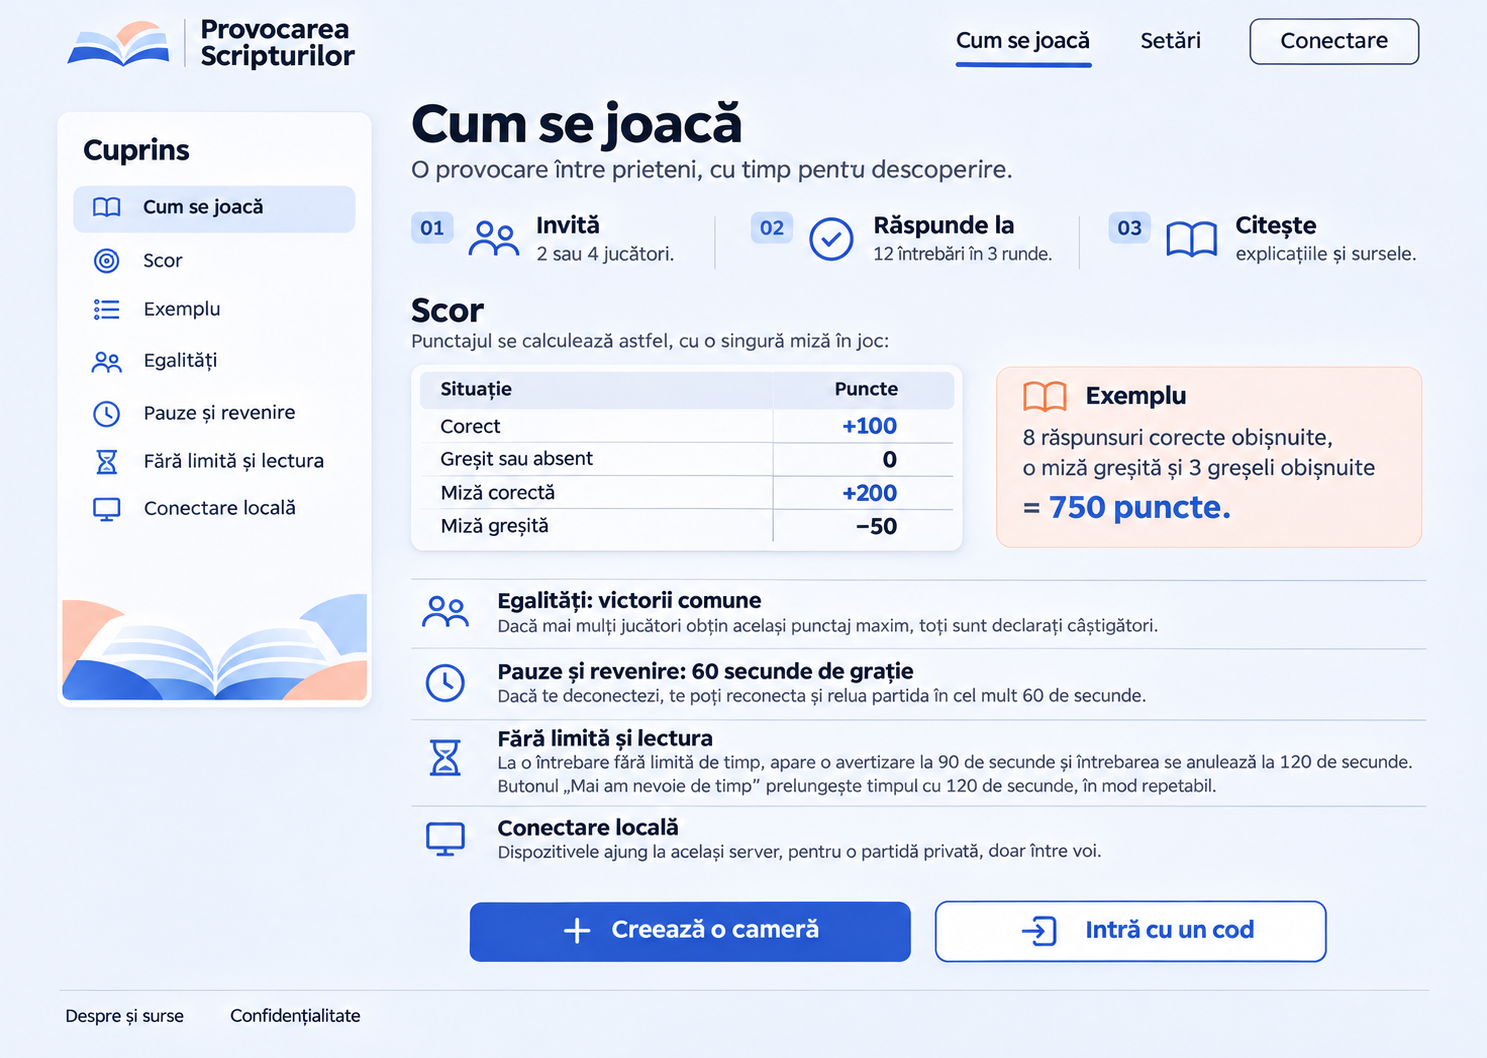 Provocarea
Scripturilor
Cum se joacă
Setări
Conectare
Cuprins
Cum se joacă
Scor
Exemplu
Egalități
Pauze și revenire
Fără limită și lectura
Conectare locală
Cum se joacă
O provocare între prieteni, cu timp pentru descoperire.
01
Invită
2 sau 4 jucători.
02
Răspunde la
12 întrebări în 3 runde.
03
Citește
explicațiile și sursele.
Scor
Punctajul se calculează astfel, cu o singură miză în joc:
Situație Puncte
Corect +100
Greșit sau absent 0
Miză corectă +200
Miză greșită −50
Exemplu
8 răspunsuri corecte obișnuite,
o miză greșită și 3 greșeli obișnuite
= 750 puncte.
Egalități: victorii comune
Dacă mai mulți jucători obțin același punctaj maxim, toți sunt declarați câștigători.
Pauze și revenire: 60 secunde de grație
Dacă te deconectezi, te poți reconecta și relua partida în cel mult 60 de secunde.
Fără limită și lectura
La o întrebare fără limită de timp, apare o avertizare la 90 de secunde și întrebarea se anulează la 120 de secunde.
Butonul „Mai am nevoie de timp” prelungește timpul cu 120 de secunde, în mod repetabil.
Conectare locală
Dispozitivele ajung la același server, pentru o partidă privată, doar între voi.
Creează o cameră
Intră cu un cod
Despre și surse
Confidențialitate